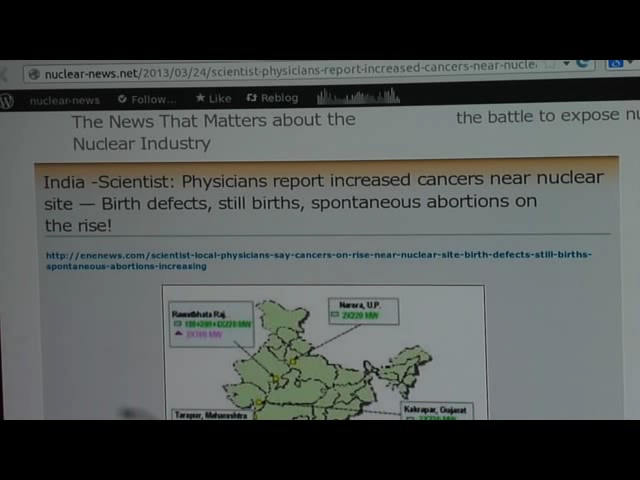 nuclear-news.net/2013/03/24/scientist-physicians-report-increased-cancers-near-nucle
nuclear-news Follow... Like Reblog
The News That Matters about the
Nuclear Industry
the battle to expose nu
India -Scientist: Physicians report increased cancers near nuclear
site — Birth defects, still births, spontaneous abortions on
the rise!
http://enenews.com/scientist-local-physicians-say-cancers-on-rise-near-nuclear-site-birth-defects-still-births-
spontaneous-abortions-increasing
Narora, U.P.
2X220 MW
Rawatbhata Raj.
Tarapur, Maharashtra
Kakrapar, Gujarat